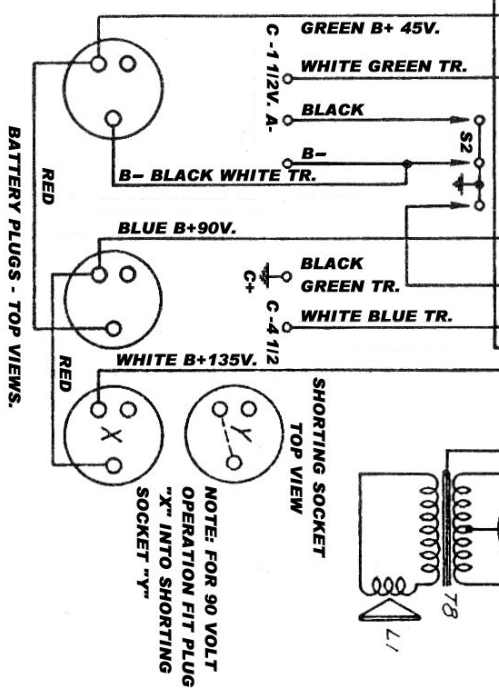 GREEN B+ 45V.
C -1 1/2V. A-
WHITE GREEN TR.
BLACK
S2
B-
B- BLACK WHITE TR.
RED
BATTERY PLUGS - TOP VIEWS.
BLUE B+90V.
BLACK
GREEN TR.
C+
C -4 1/2
WHITE BLUE TR.
RED
WHITE B+135V.
X
Y
SHORTING SOCKET
TOP VIEW
NOTE: FOR 90 VOLT
OPERATION FIT PLUG
"X" INTO SHORTING
SOCKET "Y"
T8
L1